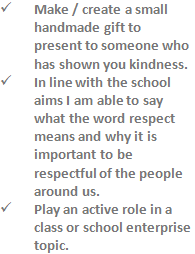 ✓ Make / create a small
handmade gift to
present to someone who
has shown you kindness.
✓ In line with the school
aims I am able to say
what the word respect
means and why it is
important to be
respectful of the people
around us.
✓ Play an active role in a
class or school enterprise
topic.